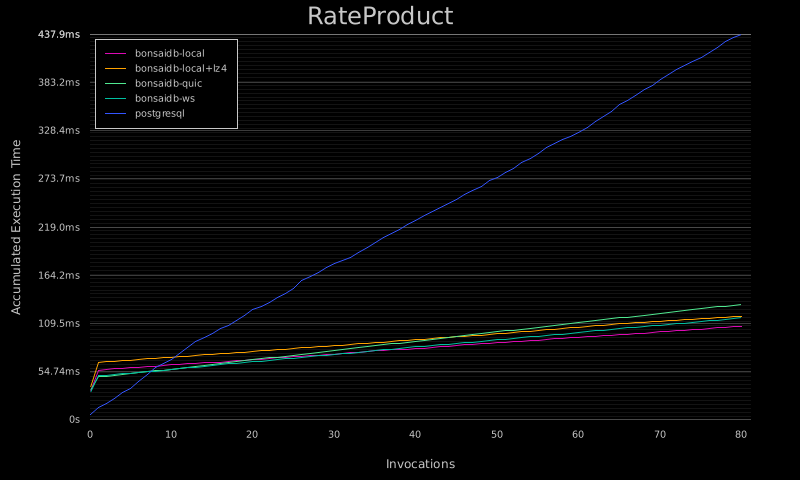 RateProduct
437.9ms
bonsaidb-local
bonsaidb-local+lz4
bonsaidb-quic
bonsaidb-ws
postgresql
383.2ms
328.4ms
273.7ms
219.0ms
164.2ms
109.5ms
54.74ms
0s
Accumulated Execution Time
0 10 20 30 40 50 60 70 80
Invocations